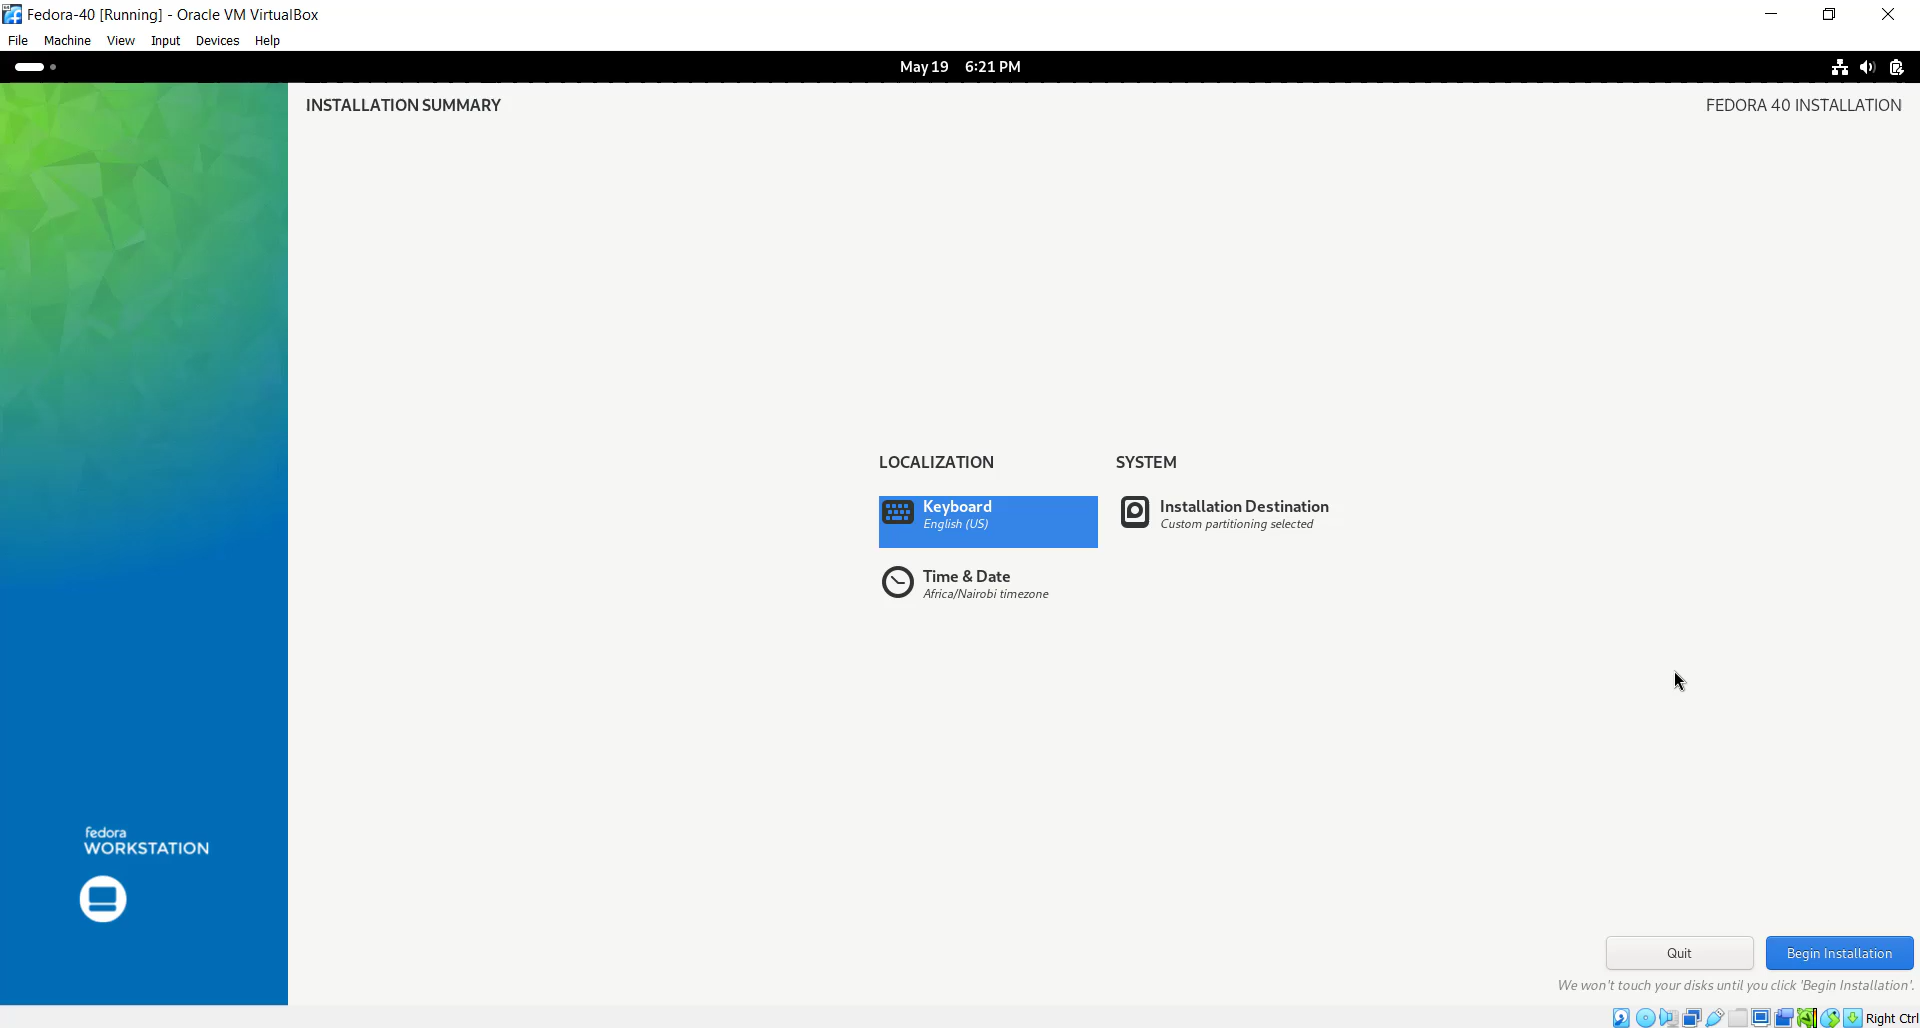 Fedora-40 [Running] - Oracle VM VirtualBox
File Machine View Input Devices Help
May 19 6:21 PM
INSTALLATION SUMMARY
FEDORA 40 INSTALLATION
LOCALIZATION
SYSTEM
Keyboard
English (US)
Installation Destination
Custom partitioning selected
Time & Date
Africa/Nairobi timezone
fedora
WORKSTATION
Quit
Begin Installation
We won't touch your disks until you click 'Begin Installation'.
Right Ctrl